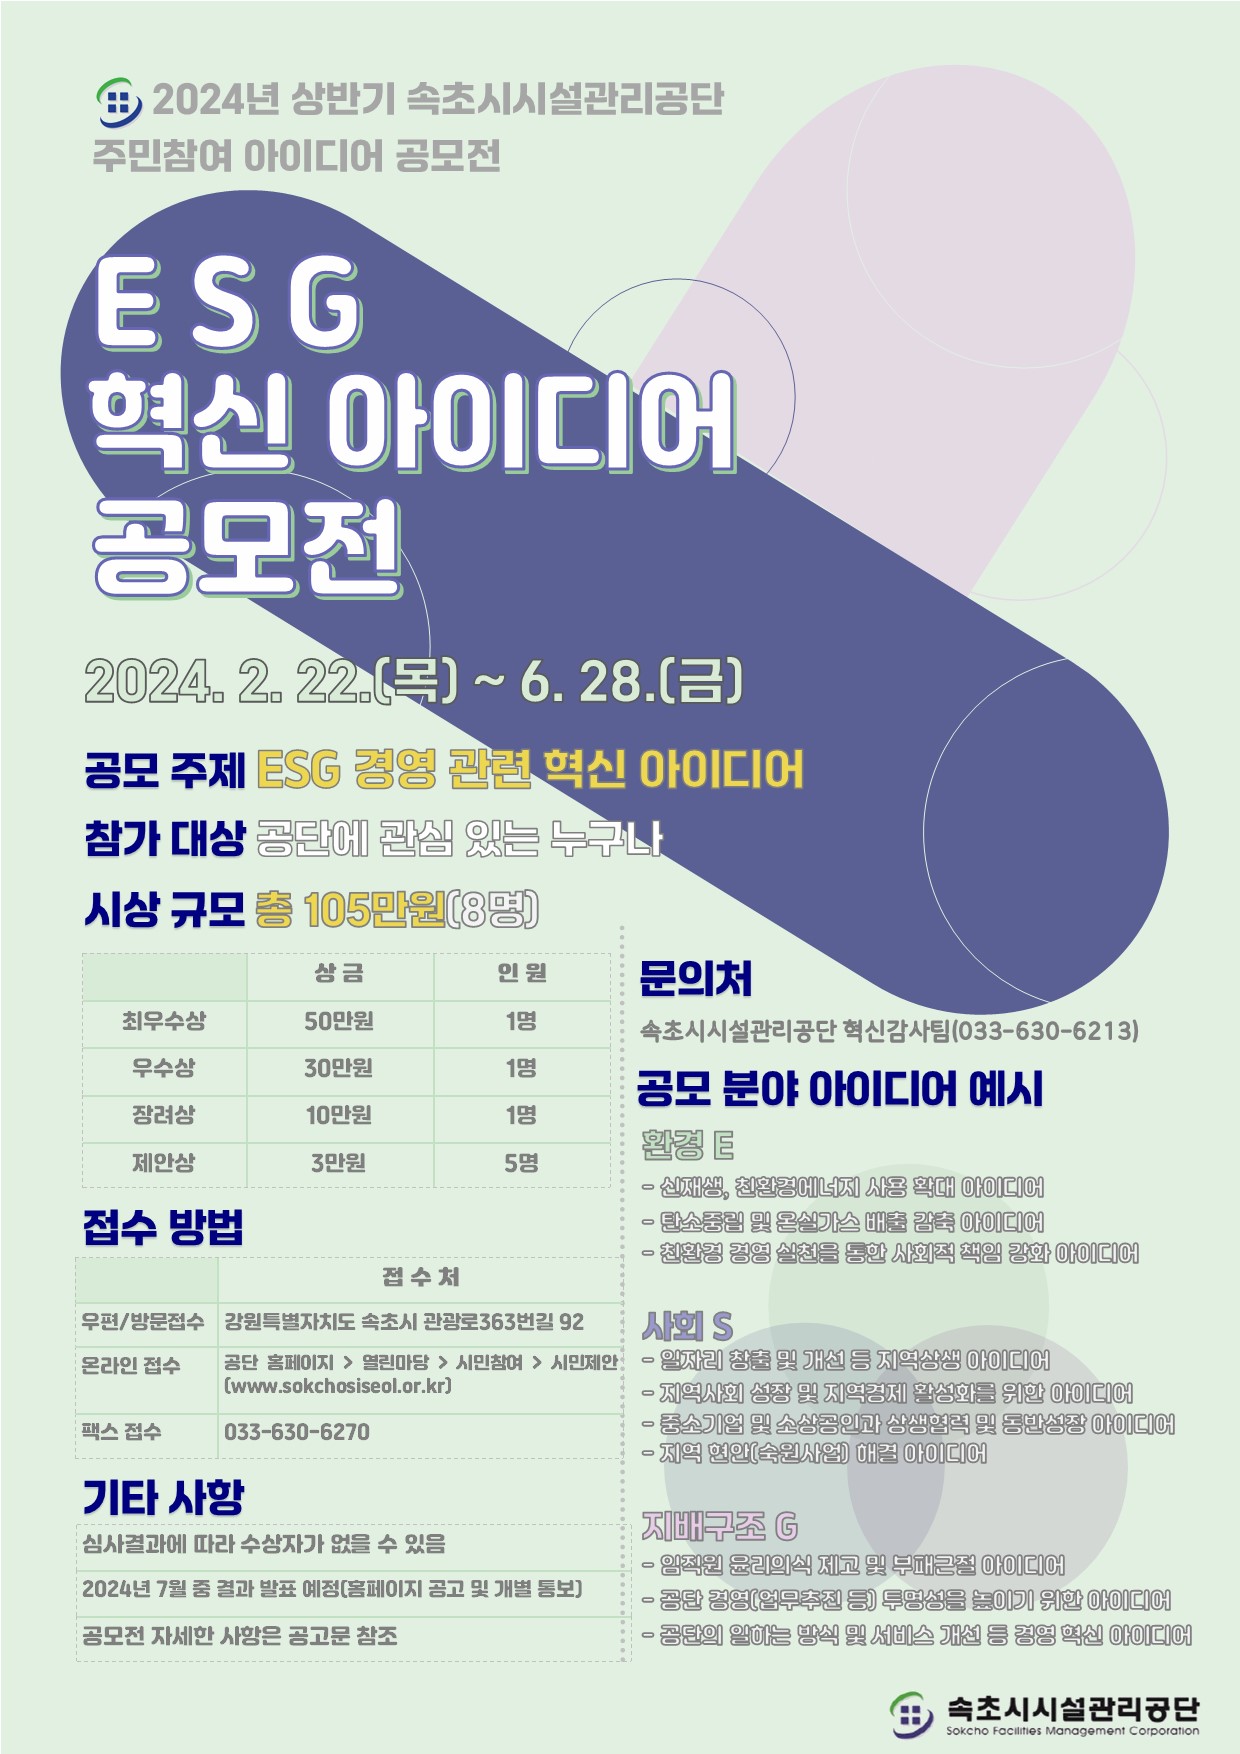 2024년 상반기 속초시시설관리공단
주민참여 아이디어 공모전
E S G
혁신 아이디어
공모전
2024. 2. 22.(목) ~ 6. 28.(금)
공모 주제 ESG 경영 관련 혁신 아이디어
참가 대상 공단에 관심 있는 누구나
시상 규모 총 105만원(8명)
상 금 인 원
최우수상 50만원 1명
우수상 30만원 1명
장려상 10만원 1명
제안상 3만원 5명
접수 방법
접 수 처
우편/방문접수 강원특별자치도 속초시 관광로363번길 92
온라인 접수 공단 홈페이지 > 열린마당 > 시민참여 > 시민제안
(www.sokchosiseol.or.kr)
팩스 접수 033-630-6270
기타 사항
심사결과에 따라 수상자가 없을 수 있음
2024년 7월 중 결과 발표 예정(홈페이지 공고 및 개별 통보)
공모전 자세한 사항은 공고문 참조
문의처
속초시시설관리공단 혁신감사팀(033-630-6213)
공모 분야 아이디어 예시
환경 E
- 신재생, 친환경에너지 사용 확대 아이디어
- 탄소중립 및 온실가스 배출 감축 아이디어
- 친환경 경영 실천을 통한 사회적 책임 강화 아이디어
사회 S
- 일자리 창출 및 개선 등 지역상생 아이디어
- 지역사회 성장 및 지역경제 활성화를 위한 아이디어
- 중소기업 및 소상공인과 상생협력 및 동반성장 아이디어
- 지역 현안(숙원사업) 해결 아이디어
지배구조 G
- 임직원 윤리의식 제고 및 부패근절 아이디어
- 공단 경영(업무추진 등) 투명성을 높이기 위한 아이디어
- 공단의 일하는 방식 및 서비스 개선 등 경영 혁신 아이디어
속초시시설관리공단
Sokcho Facilities Management Corporation